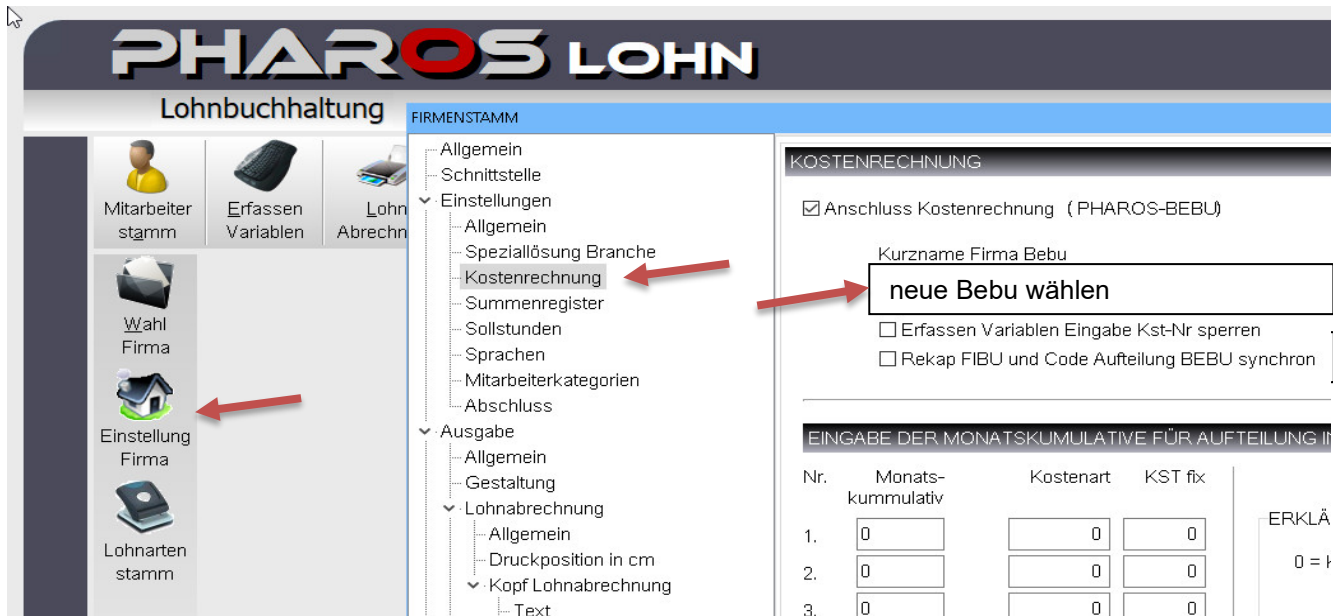 PHAROS LOHN
Lohnbuchhaltung
Mitarbeiter
stamm
Erfassen
Variablen
Lohn
Abrechn
Wahl
Firma
Einstellung
Firma
Lohnarten
stamm
FIRMENSTAMM
Allgemein
Schnittstelle
Einstellungen
Allgemein
Speziallösung Branche
Kostenrechnung
Summenregister
Sollstunden
Sprachen
Mitarbeiterkategorien
Abschluss
Ausgabe
Allgemein
Gestaltung
Lohnabrechnung
Allgemein
Druckposition in cm
Kopf Lohnabrechnung
Text
KOSTENRECHNUNG
Anschluss Kostenrechnung ( PHAROS-BEBU)
Kurzname Firma Bebu
neue Bebu wählen
Erfassen Variablen Eingabe Kst-Nr sperren
Rekap FIBU und Code Aufteilung BEBU synchron
EINGABE DER MONATSKUMULATIVE FÜR AUFTEILUNG I
Nr. Monats- Kostenart KST fix
kummulativ
1. 0 0 0
2. 0 0 0
3. 0 0 0
ERKLÄ
0 =